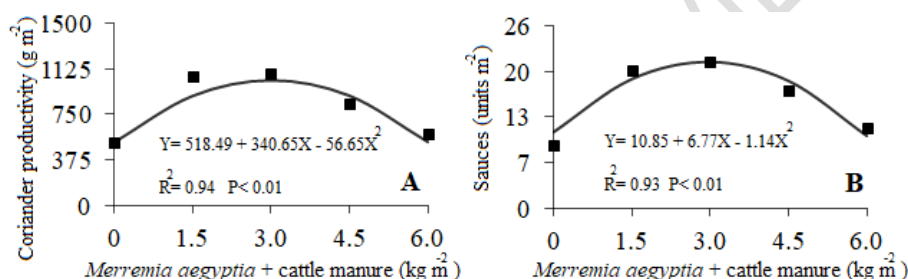 1500
1125
750
375
0
Coriander productivity (g m⁻²)
Y= 518.49 + 340.65X - 56.65X²
R²= 0.94 P< 0.01
A
0 1.5 3.0 4.5 6.0
Merremia aegyptia + cattle manure (kg m⁻²)
26
20
13
7
0
Sauces (units m⁻²)
Y= 10.85 + 6.77X - 1.14X²
R²= 0.93 P< 0.01
B
0 1.5 3.0 4.5 6.0
Merremia aegyptia + cattle manure (kg m⁻²)